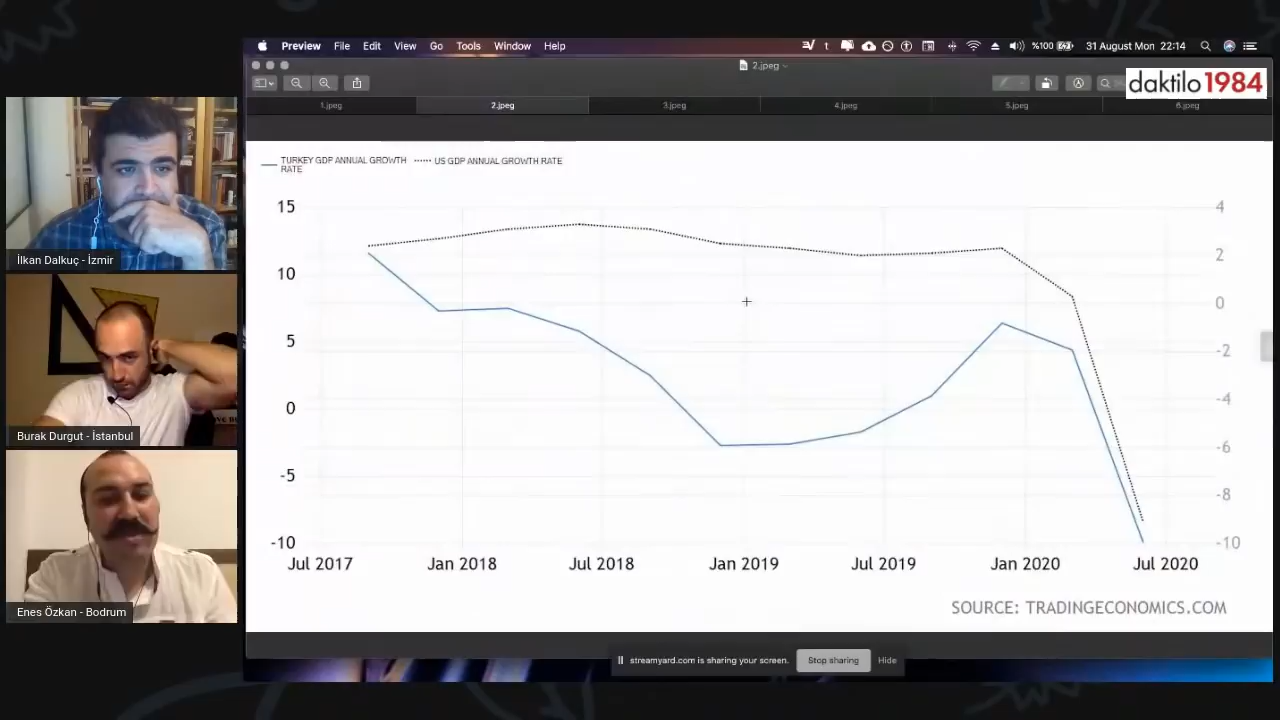 Preview File Edit View Go Tools Window Help
%100 31 August Mon 22:14
2.jpeg
daktilo1984
1.jpeg 2.jpeg 3.jpeg 4.jpeg 5.jpeg 6.jpeg
TURKEY GDP ANNUAL GROWTH RATE
US GDP ANNUAL GROWTH RATE
15
10
5
0
-5
-10
4
2
0
-2
-4
-6
-8
-10
Jul 2017 Jan 2018 Jul 2018 Jan 2019 Jul 2019 Jan 2020 Jul 2020
SOURCE: TRADINGECONOMICS.COM
İlkan Dalkuç - İzmir
Burak Durgut - İstanbul
Enes Özkan - Bodrum
streamyard.com is sharing your screen. Stop sharing Hide